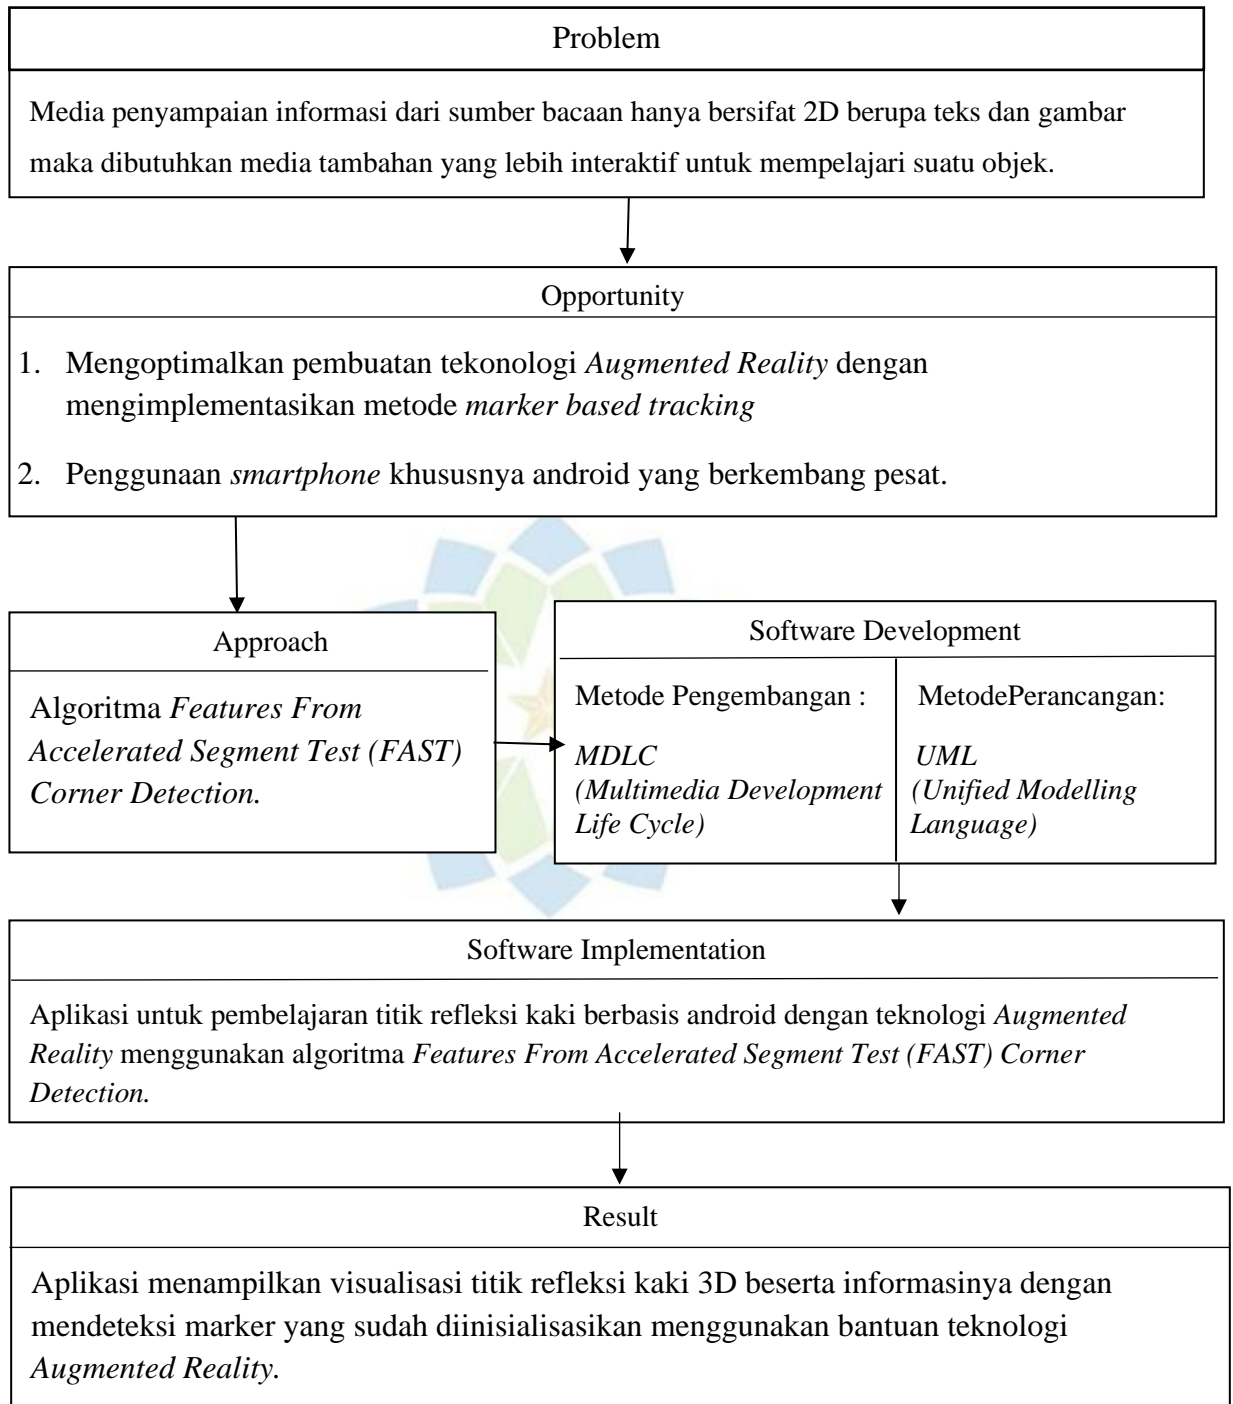 Problem
Media penyampaian informasi dari sumber bacaan hanya bersifat 2D berupa teks dan gambar
maka dibutuhkan media tambahan yang lebih interaktif untuk mempelajari suatu objek.
Opportunity
1. Mengoptimalkan pembuatan tekonologi Augmented Reality dengan
mengimplementasikan metode marker based tracking
2. Penggunaan smartphone khususnya android yang berkembang pesat.
Approach
Algoritma Features From
Accelerated Segment Test (FAST)
Corner Detection.
Software Development
Metode Pengembangan :
MDLC
(Multimedia Development
Life Cycle)
MetodePerancangan:
UML
(Unified Modelling
Language)
Software Implementation
Aplikasi untuk pembelajaran titik refleksi kaki berbasis android dengan teknologi Augmented
Reality menggunakan algoritma Features From Accelerated Segment Test (FAST) Corner
Detection.
Result
Aplikasi menampilkan visualisasi titik refleksi kaki 3D beserta informasinya dengan
mendeteksi marker yang sudah diinisialisasikan menggunakan bantuan teknologi
Augmented Reality.